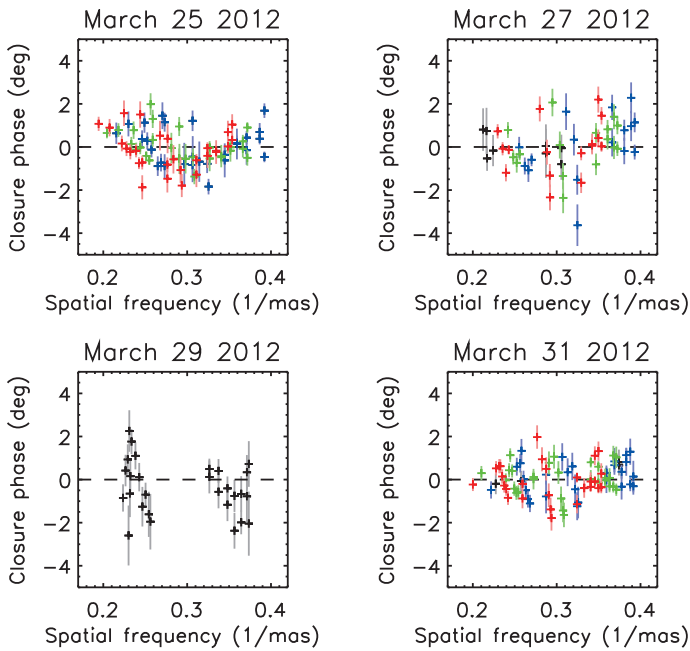 March 25 2012
Closure phase (deg)
4
2
0
−2
−4
0.2 0.3 0.4
Spatial frequency (1/mas)
March 27 2012
Closure phase (deg)
4
2
0
−2
−4
0.2 0.3 0.4
Spatial frequency (1/mas)
March 29 2012
Closure phase (deg)
4
2
0
−2
−4
0.2 0.3 0.4
Spatial frequency (1/mas)
March 31 2012
Closure phase (deg)
4
2
0
−2
−4
0.2 0.3 0.4
Spatial frequency (1/mas)